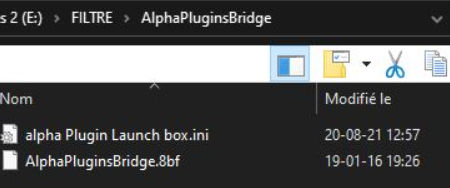 s 2 (E:) > FILTRE > AlphaPluginsBridge
Nom Modifié le
alpha Plugin Launch box.ini 20-08-21 12:57
AlphaPluginsBridge.8bf 19-01-16 19:26